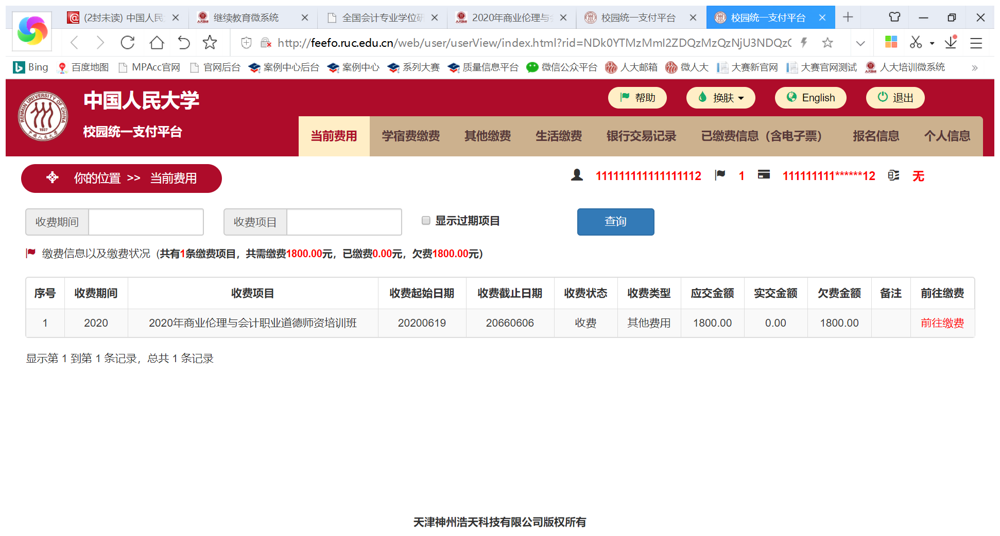 (2封未读) 中国人民
继续教育微系统
全国会计专业学位研
2020年商业伦理与
校园统一支付平台
校园统一支付平台
http://feefo.ruc.edu.cn/web/user/userView/index.html?rid=NDk0YTMzMmI2ZDQzMzQzNjU3NDQz
Bing 百度地图 MPAcc官网 官网后台 案例中心后台 案例中心 系列大赛 质量信息平台 微信公众平台 人大邮箱 微人大 大赛新官网 大赛官网测试 人大培训微系统 »
RENMIN UNIVERSITY OF CHINA
1937
中国人民大学
中国人民大学
校园统一支付平台
帮助 换肤 English 退出
当前费用 学宿费缴费 其他缴费 生活缴费 银行交易记录 已缴费信息（含电子票） 报名信息 个人信息
你的位置 >> 当前费用
111111111111111112 1 111111111******12 无
收费期间 收费项目 显示过期项目 查询
缴费信息以及缴费状况（共有1条缴费项目，共需缴费1800.00元，已缴费0.00元，欠费1800.00元）
序号 收费期间 收费项目 收费起始日期 收费截止日期 收费状态 收费类型 应交金额 实交金额 欠费金额 备注 前往缴费
1 2020 2020年商业伦理与会计职业道德师资培训班 20200619 20660606 收费 其他费用 1800.00 0.00 1800.00 前往缴费
显示第 1 到第 1 条记录，总共 1 条记录
天津神州浩天科技有限公司版权所有